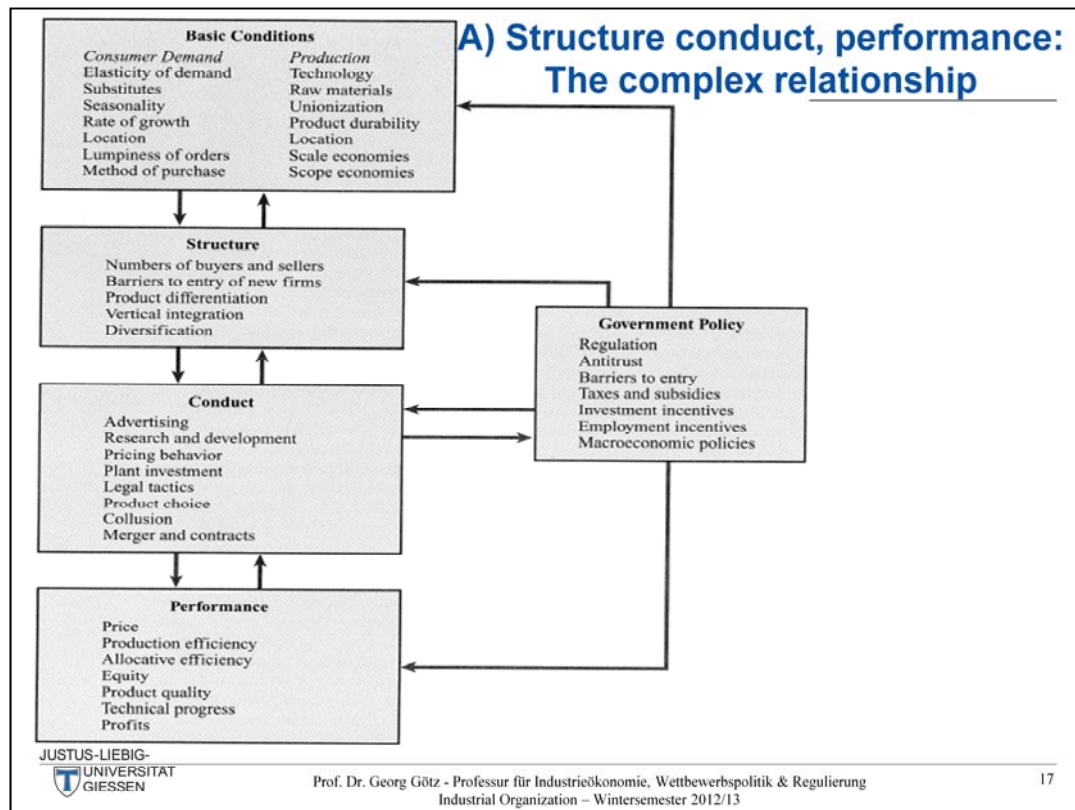 A) Structure conduct, performance:
The complex relationship
Basic Conditions
Consumer Demand
Elasticity of demand
Substitutes
Seasonality
Rate of growth
Location
Lumpiness of orders
Method of purchase
Production
Technology
Raw materials
Unionization
Product durability
Location
Scale economies
Scope economies
Structure
Numbers of buyers and sellers
Barriers to entry of new firms
Product differentiation
Vertical integration
Diversification
Government Policy
Regulation
Antitrust
Barriers to entry
Taxes and subsidies
Investment incentives
Employment incentives
Macroeconomic policies
Conduct
Advertising
Research and development
Pricing behavior
Plant investment
Legal tactics
Product choice
Collusion
Merger and contracts
Performance
Price
Production efficiency
Allocative efficiency
Equity
Product quality
Technical progress
Profits
JUSTUS-LIEBIG-
UNIVERSITAT
GIESSEN
Prof. Dr. Georg Götz - Professur für Industrieökonomie, Wettbewerbspolitik & Regulierung
Industrial Organization – Wintersemester 2012/13
17